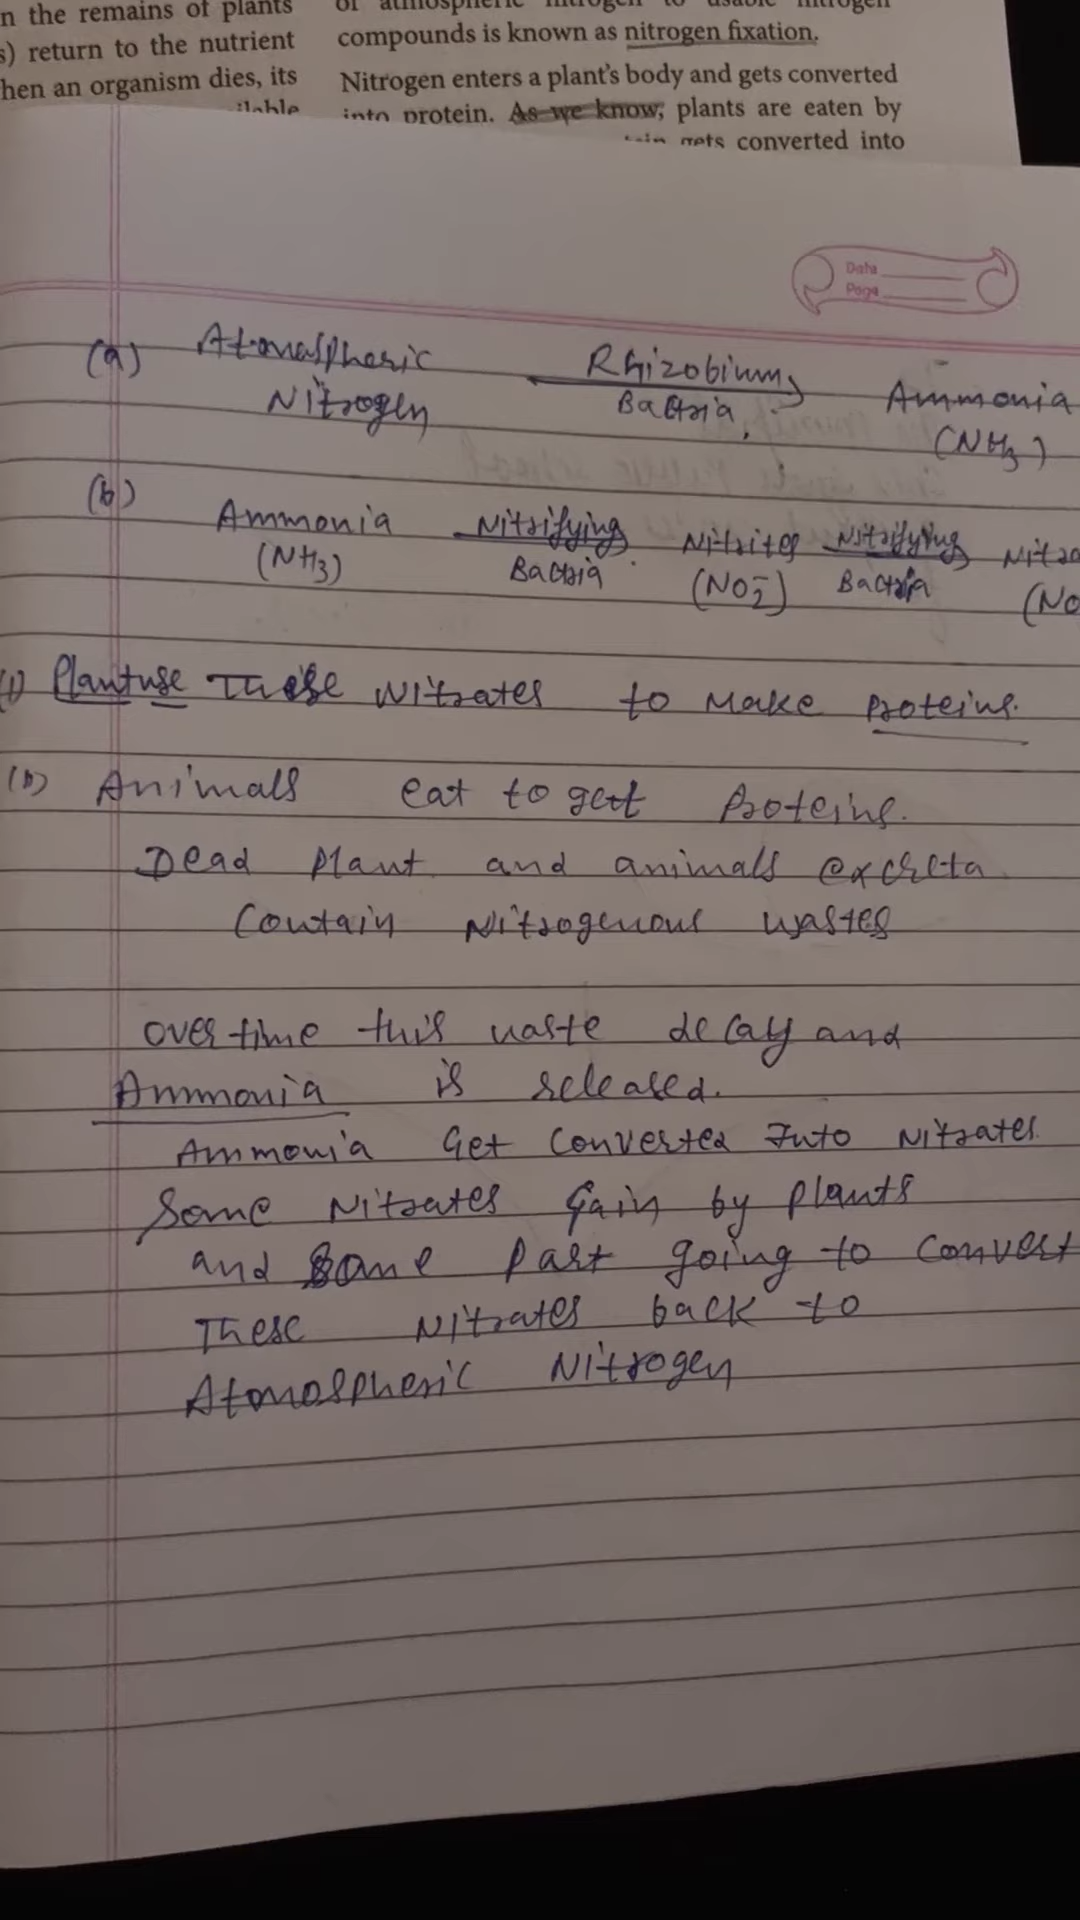 n the remains of plants
s) return to the nutrient
hen an organism dies, its
compounds is known as nitrogen fixation.
Nitrogen enters a plant's body and gets converted
into protein. As we know, plants are eaten by
gets converted into
Date
Page
(a) Atomaspheric Rhizobium Ammonia
Nitrogen Bactria (NH3)
(b) Ammonia Nitrifying Nitrites Nitrifying Nitra
(NH3) Bactria (NO2-) Bactria (NO
Plant use These Nitrates to Make proteins.
Animals eat to get Proteins.
Dead Plant and animals excreta
Contain Nitrogenous wastes
over time this waste decay and
Ammonia is released.
Ammonia Get Converted Into Nitrates
Some Nitrates Gain by plants
and Some Part going to convert
These Nitrates back to
Atomospheric Nitrogen